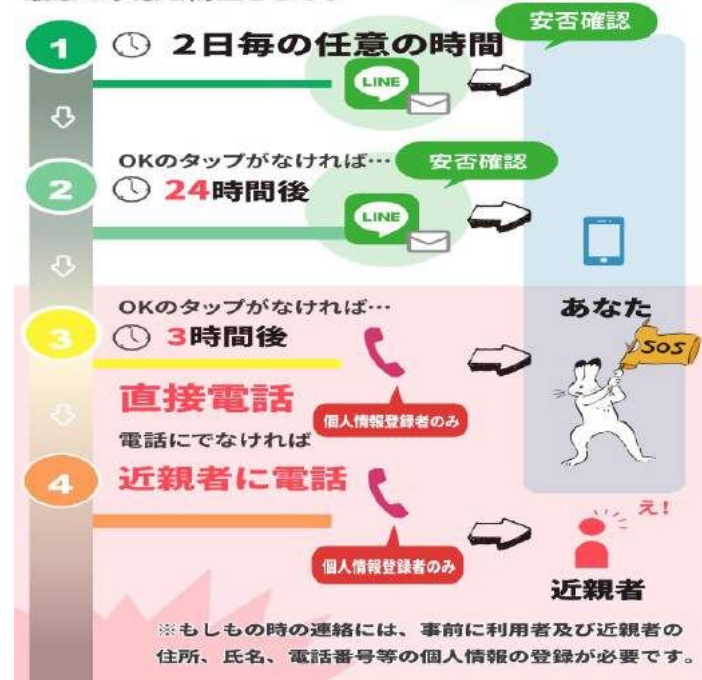 安否確認
1
2日毎の任意の時間
LINE
OKのタップがなければ…
安否確認
2
24時間後
LINE
OKのタップがなければ…
3
3時間後
あなた
SOS
直接電話
個人情報登録者のみ
電話にでなければ
4
近親者に電話
え!
個人情報登録者のみ
近親者
※もしもの時の連絡には、事前に利用者及び近親者の
住所、氏名、電話番号等の個人情報の登録が必要です。